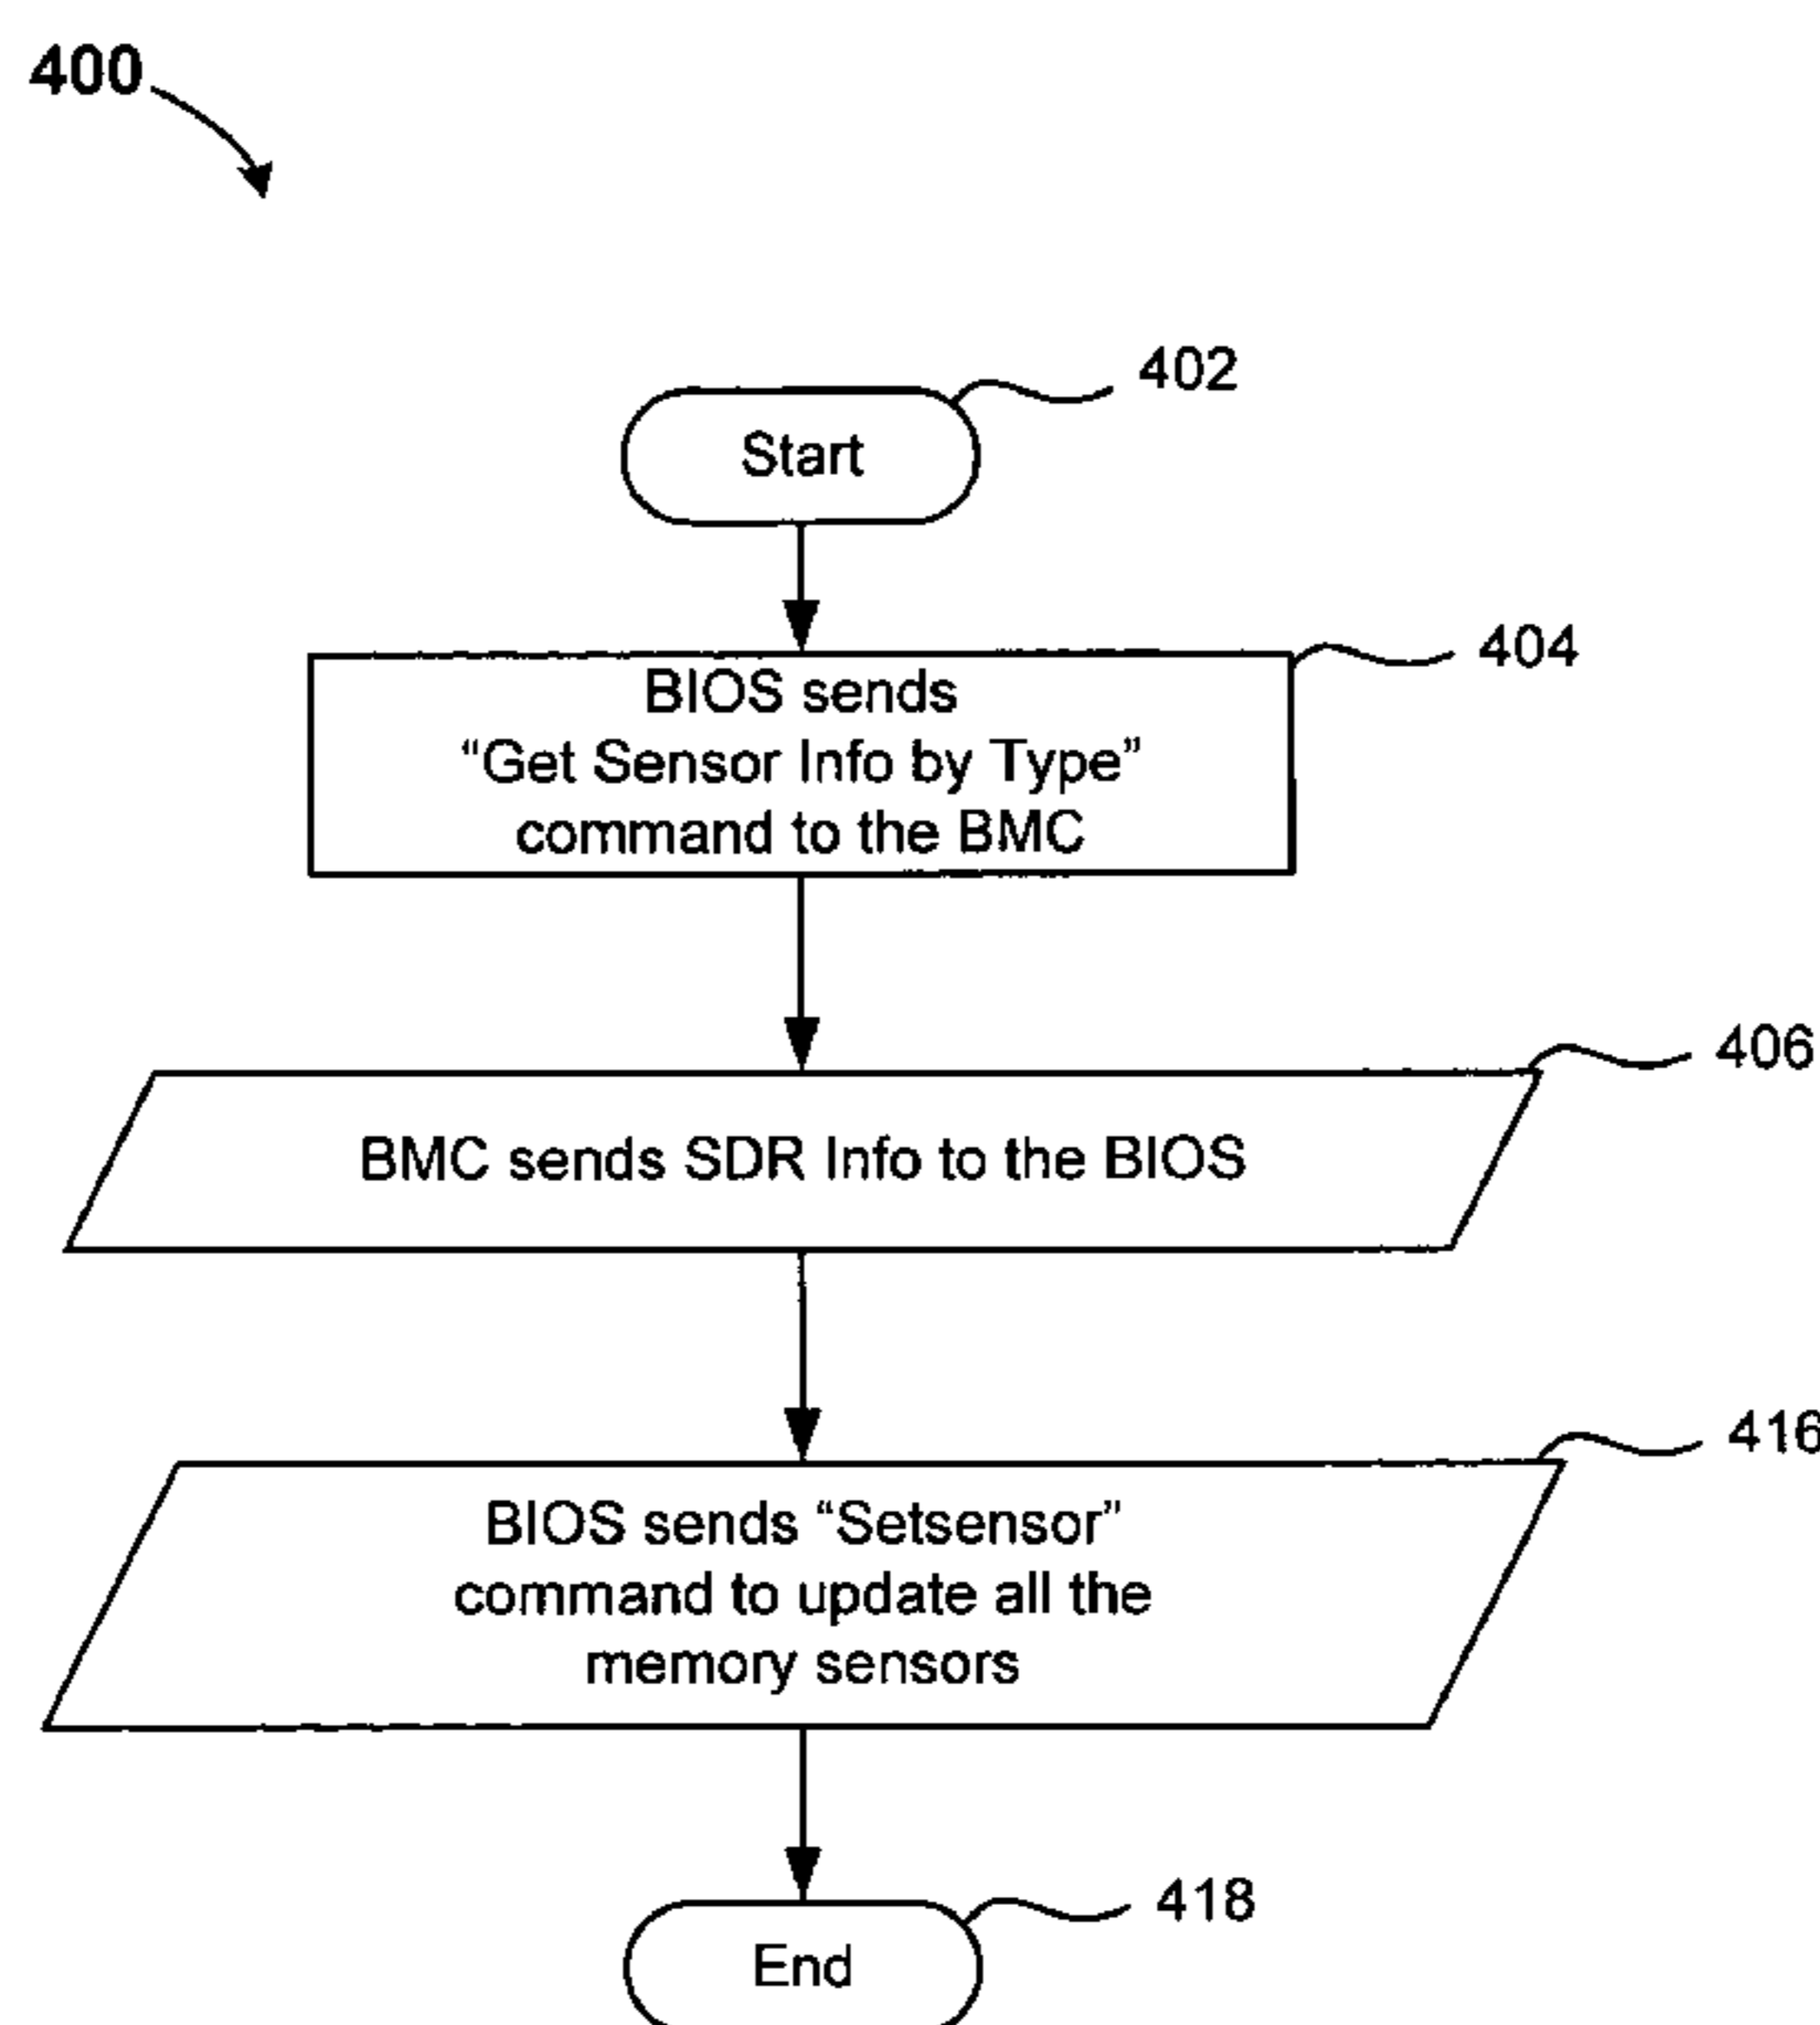 400
402
Start
404
BIOS sends
“Get Sensor Info by Type”
command to the BMC
406
BMC sends SDR Info to the BIOS
416
BIOS sends “Setsensor”
command to update all the
memory sensors
418
End